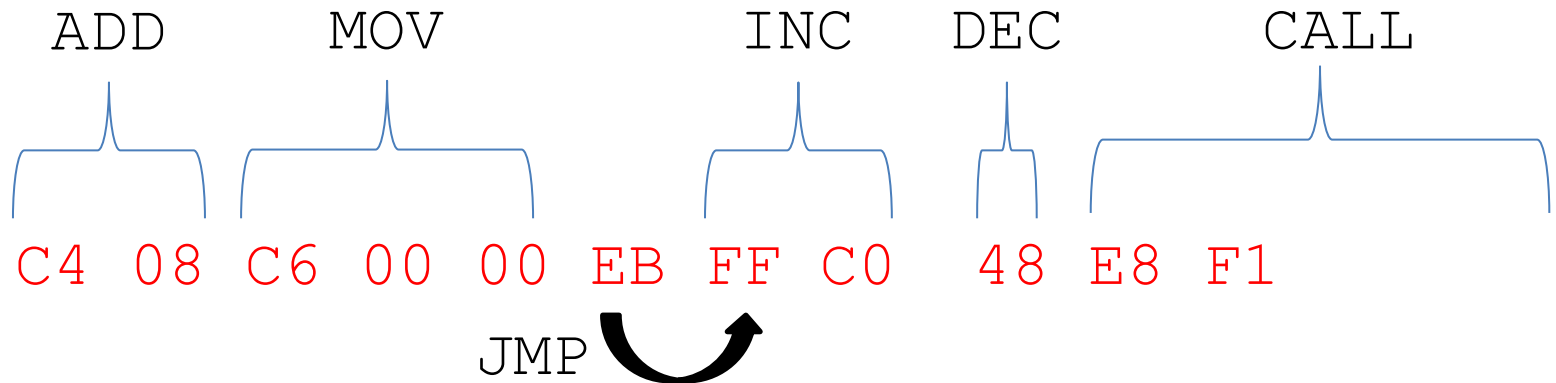 ADD MOV INC DEC CALL
C4 08 C6 00 00 EB FF C0 48 E8 F1
JMP